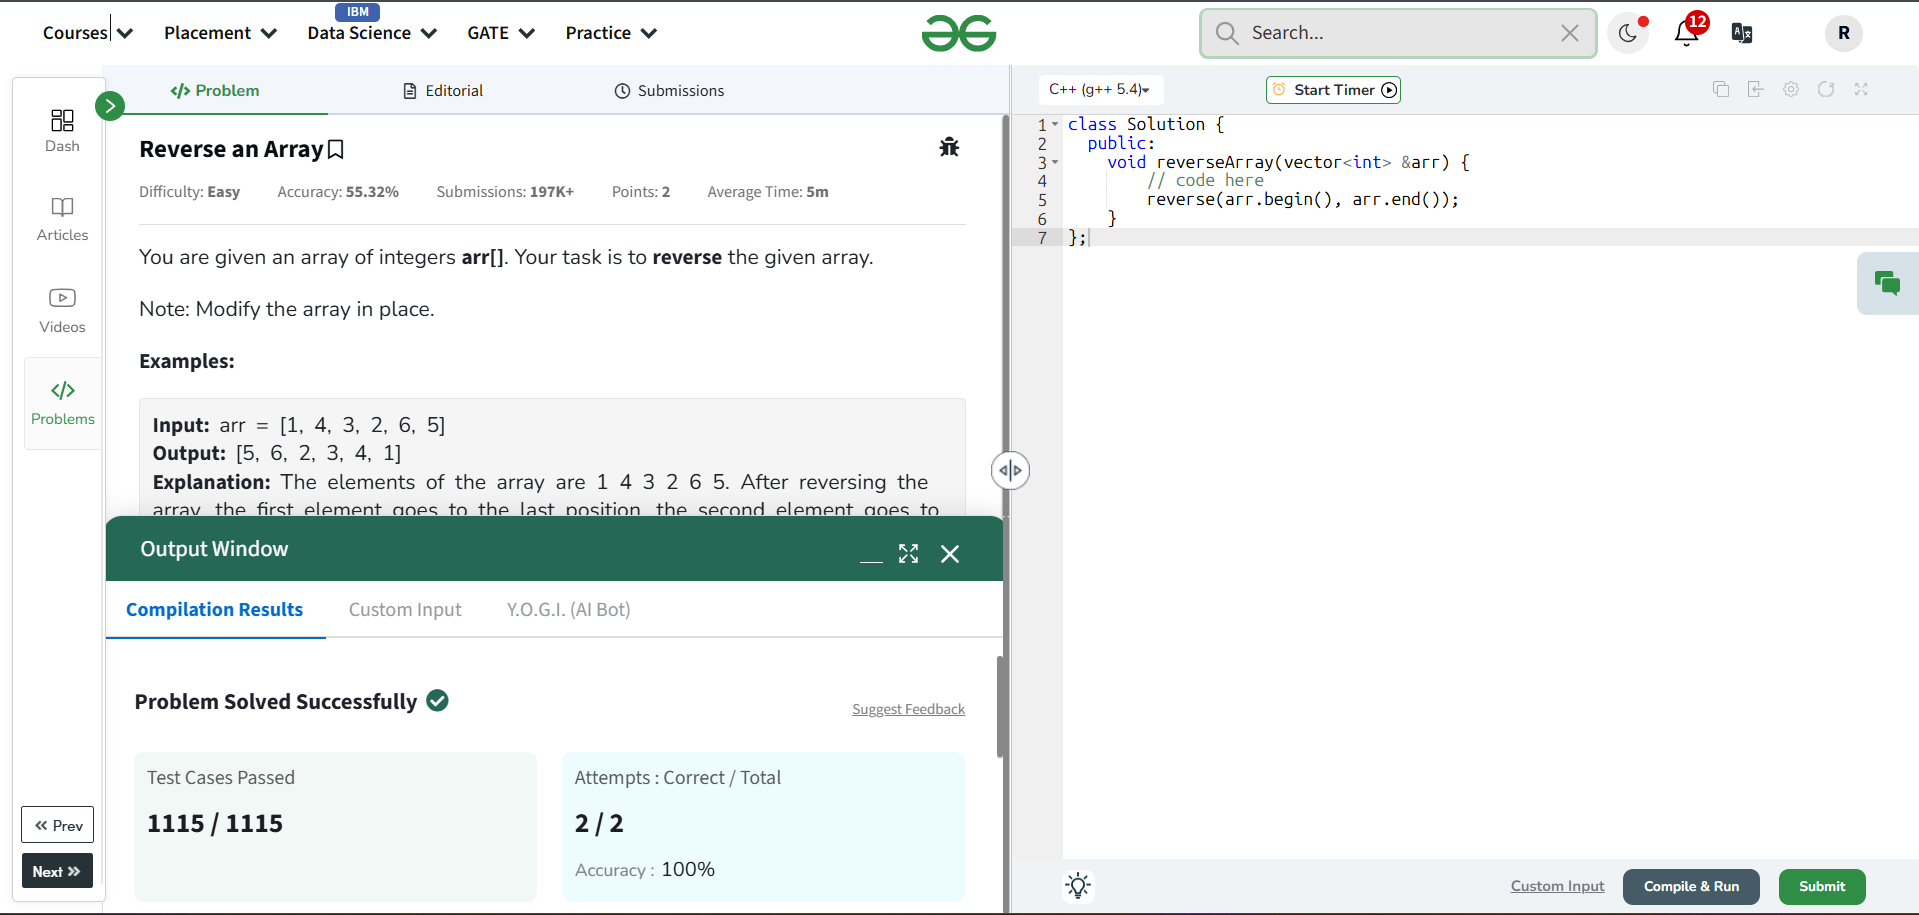 IBM
Courses Placement Data Science GATE Practice
Search...
12
R
Dash
Articles
Videos
Problems
Prev
Next
Problem Editorial Submissions
Reverse an Array
Difficulty: Easy Accuracy: 55.32% Submissions: 197K+ Points: 2 Average Time: 5m
You are given an array of integers arr[]. Your task is to reverse the given array.
Note: Modify the array in place.
Examples:
Input: arr = [1, 4, 3, 2, 6, 5]
Output: [5, 6, 2, 3, 4, 1]
Explanation: The elements of the array are 1 4 3 2 6 5. After reversing the
array, the first element goes to the last position, the second element goes to
Output Window
Compilation Results Custom Input Y.O.G.I. (AI Bot)
Problem Solved Successfully
Suggest Feedback
Test Cases Passed
1115 / 1115
Attempts : Correct / Total
2 / 2
Accuracy : 100%
C++ (g++ 5.4)
Start Timer
1 class Solution {
2 public:
3 void reverseArray(vector<int> &arr) {
4 // code here
5 reverse(arr.begin(), arr.end());
6 }
7 };
Custom Input
Compile & Run
Submit